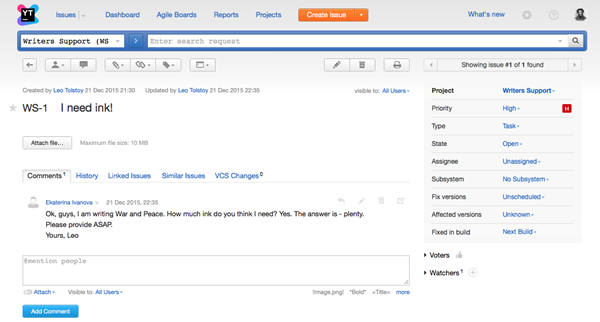 YT
Issues Dashboard Agile Boards Reports Projects Create Issue What's new
Writers Support (WS Enter search request
Showing issue #1 of 1 found
Created by Leo Tolstoy 21 Dec 2015 21:30 Updated by Leo Tolstoy 21 Dec 2015 22:35 visible to: All Users
WS-1 I need ink!
Attach file... Maximum file size: 10 MB
Comments 1 History Linked Issues Similar Issues VCS Changes 0
Ekaterina Ivanova 21 Dec 2015, 22:35
Ok, guys, I am writing War and Peace. How much ink do you think I need? Yes. The answer is - plenty.
Please provide ASAP.
Yours, Leo
@mention people
Attach Visible to: All Users !image.png! *Bold* =Title= more
Add Comment
Project Writers Support
Priority High H
Type Task
State Open
Assignee Unassigned
Subsystem No Subsystem
Fix versions Unscheduled
Affected versions Unknown
Fixed in build Next Build
Voters
Watchers 1